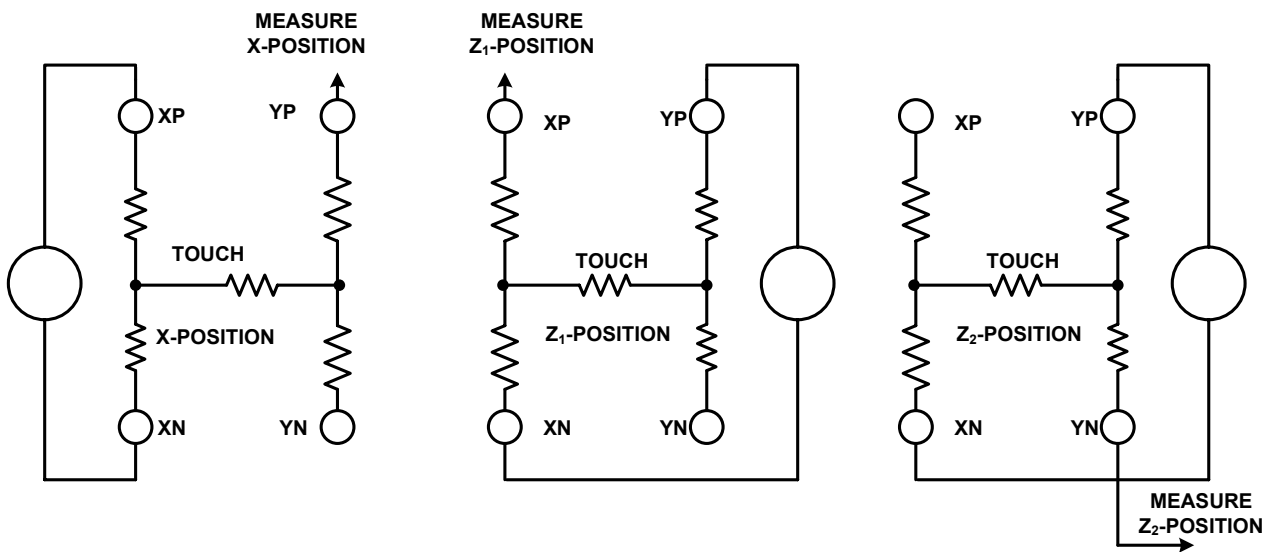 MEASURE
X-POSITION
XP
YP
TOUCH
X-POSITION
XN
YN
MEASURE
Z₁-POSITION
XP
YP
TOUCH
Z₁-POSITION
XN
YN
XP
YP
TOUCH
Z₂-POSITION
XN
YN
MEASURE
Z₂-POSITION